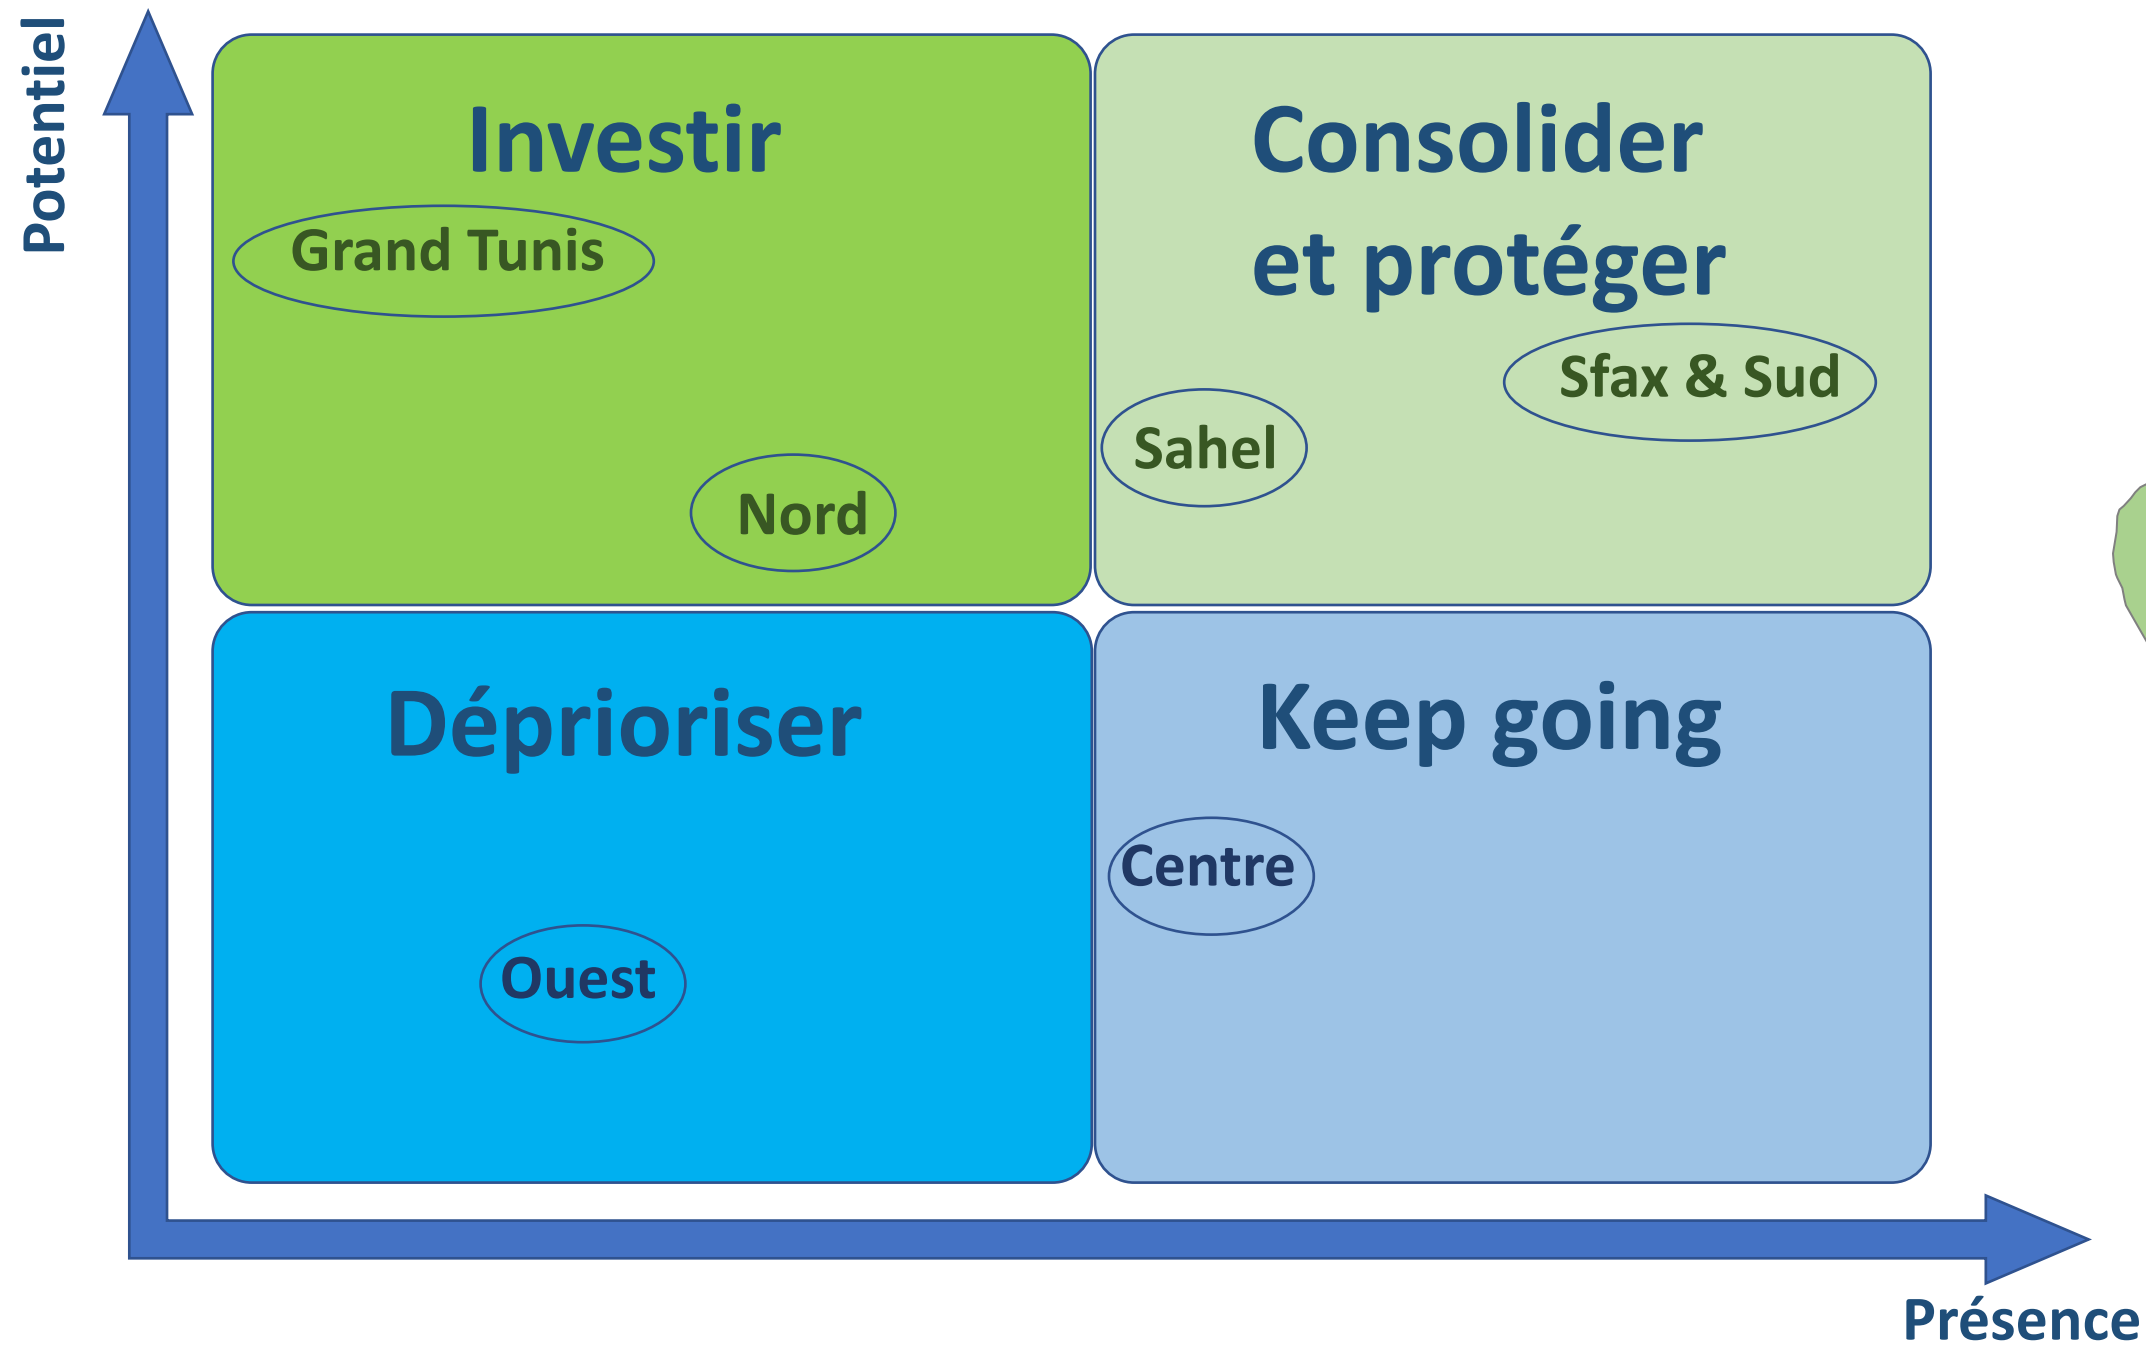 Potentiel
Investir
Grand Tunis
Nord
Consolider
et protéger
Sfax & Sud
Sahel
Déprioriser
Ouest
Keep going
Centre
Présence